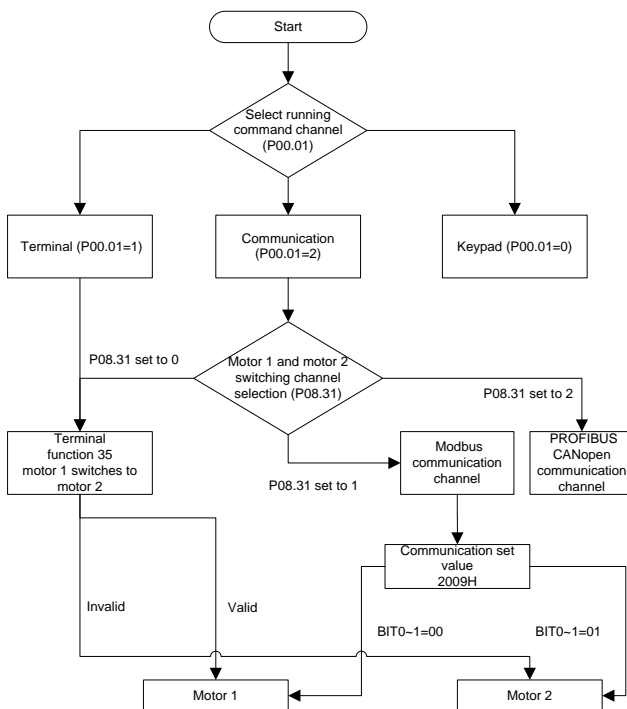 Start
Select running
command channel
(P00.01)
Terminal (P00.01=1)
Communication
(P00.01=2)
Keypad (P00.01=0)
P08.31 set to 0
Motor 1 and motor 2
switching channel
selection (P08.31)
P08.31 set to 2
Terminal
function 35
motor 1 switches to
motor 2
P08.31 set to 1
Modbus
communication
channel
PROFIBUS
CANopen
communication
channel
Communication set
value
2009H
Invalid
Valid
BIT0~1=00
BIT0~1=01
Motor 1
Motor 2